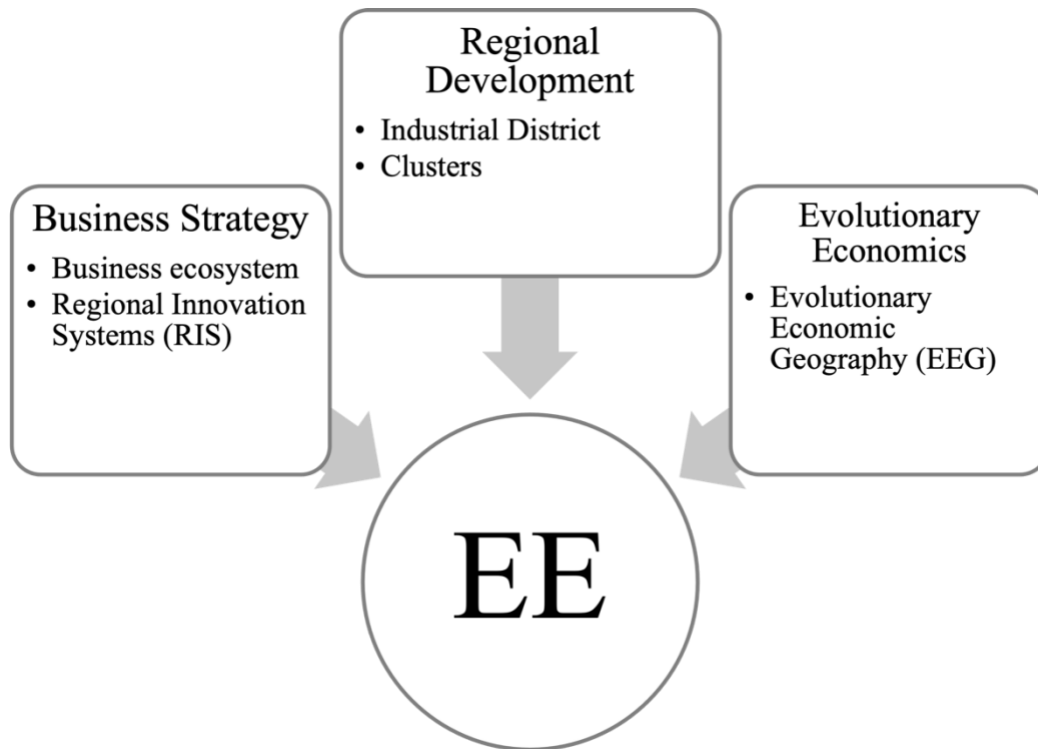 Regional
Development
• Industrial District
• Clusters
Business Strategy
• Business ecosystem
• Regional Innovation
Systems (RIS)
Evolutionary
Economics
• Evolutionary
Economic
Geography (EEG)
EE